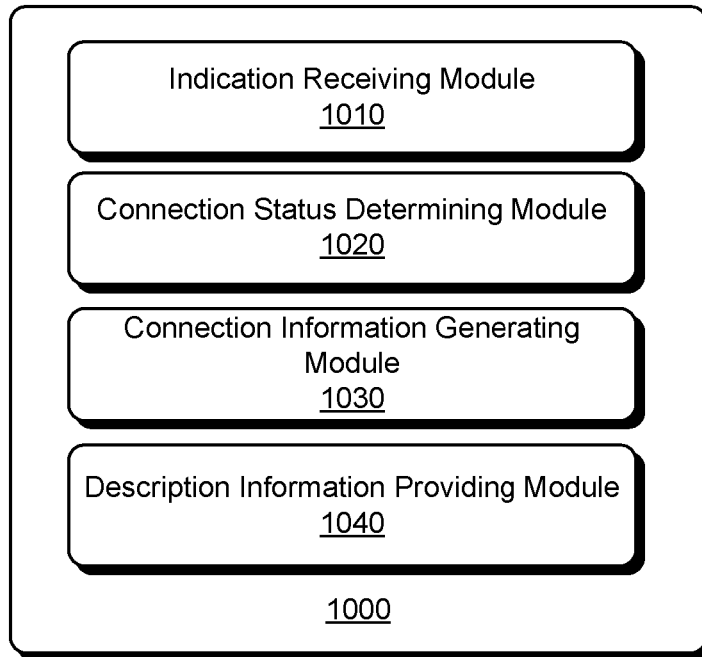 Indication Receiving Module
1010
Connection Status Determining Module
1020
Connection Information Generating
Module
1030
Description Information Providing Module
1040
1000